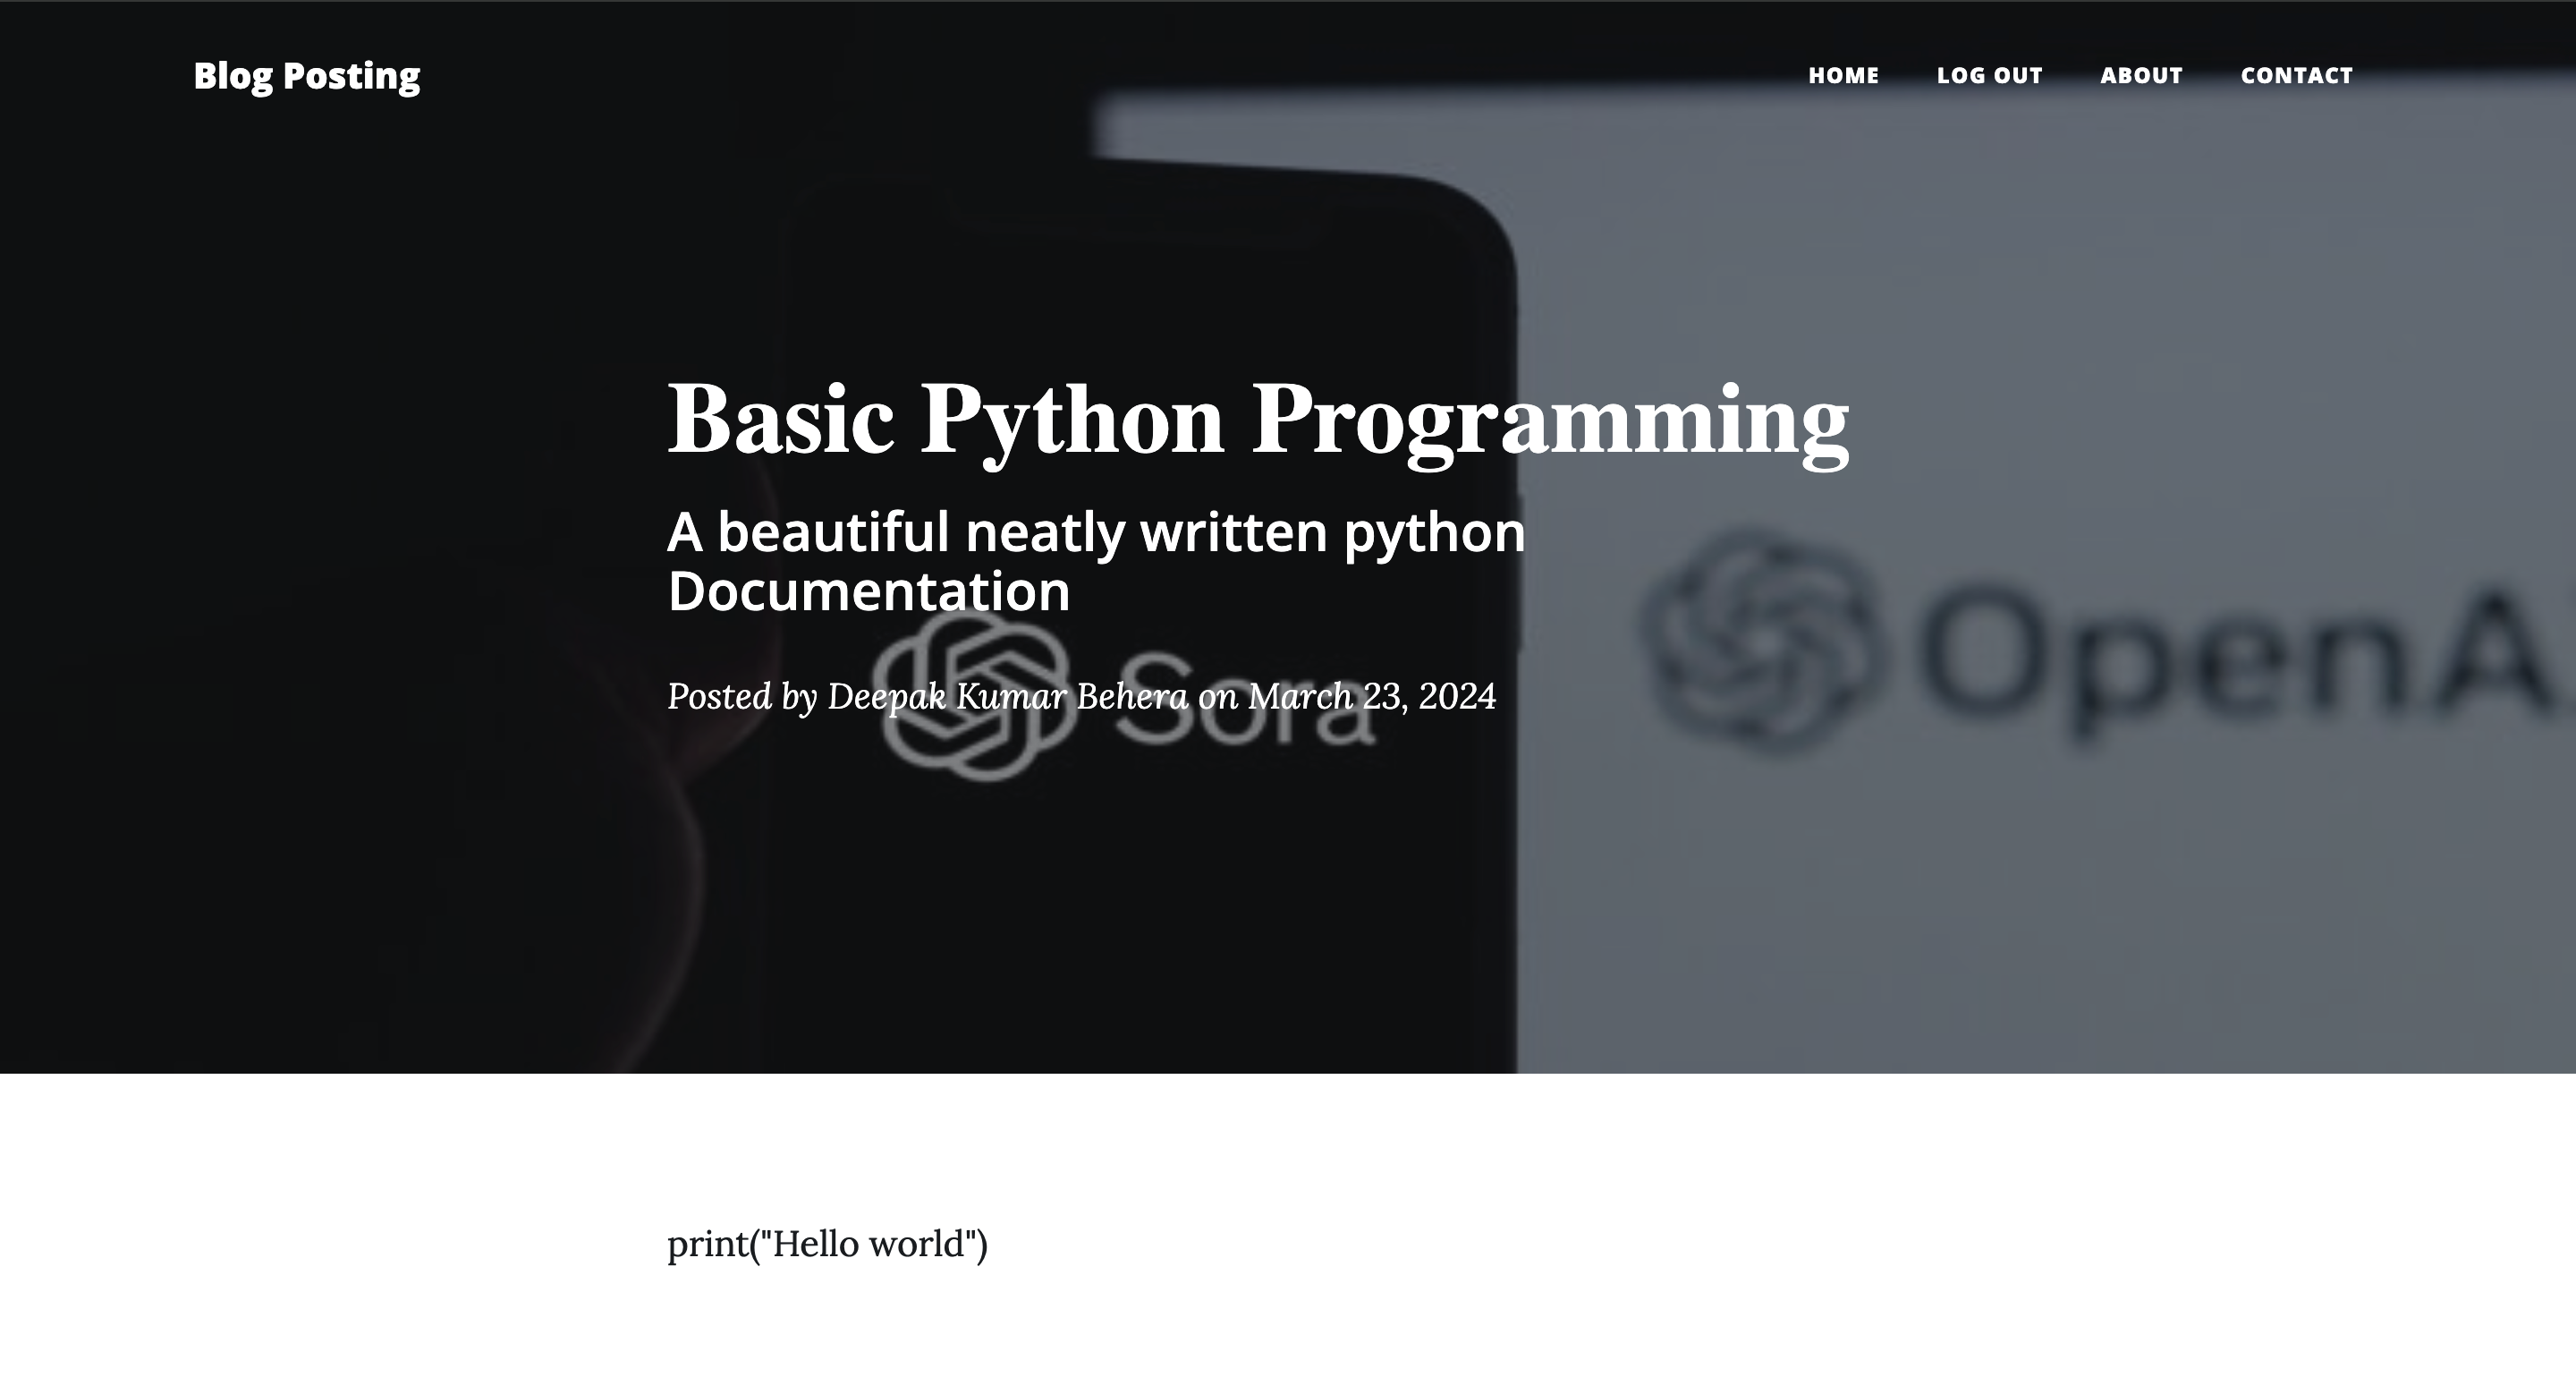 Blog Posting
HOME LOG OUT ABOUT CONTACT
Basic Python Programming
A beautiful neatly written python
Documentation
Posted by Deepak Kumar Behera on March 23, 2024
Sora
OpenA
print("Hello world")